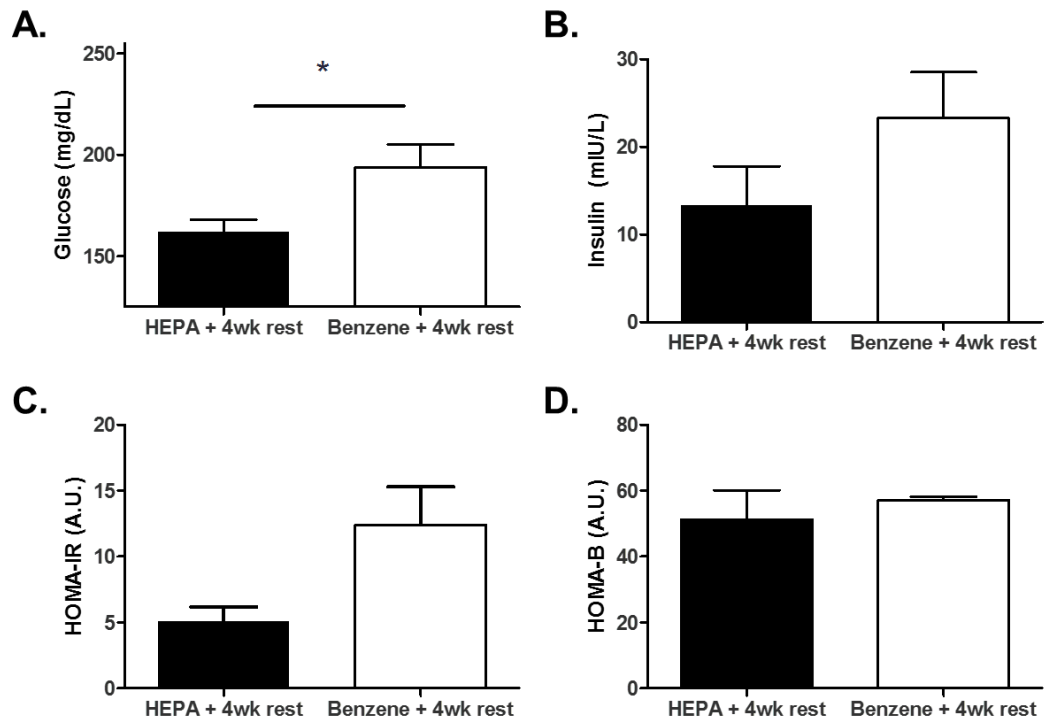 A.
Glucose (mg/dL)
250
200
150
*
HEPA + 4wk rest
Benzene + 4wk rest
B.
Insulin (mIU/L)
30
20
10
0
HEPA + 4wk rest
Benzene + 4wk rest
C.
HOMA-IR (A.U.)
20
15
10
5
0
HEPA + 4wk rest
Benzene + 4wk rest
D.
HOMA-B (A.U.)
80
60
40
20
0
HEPA + 4wk rest
Benzene + 4wk rest